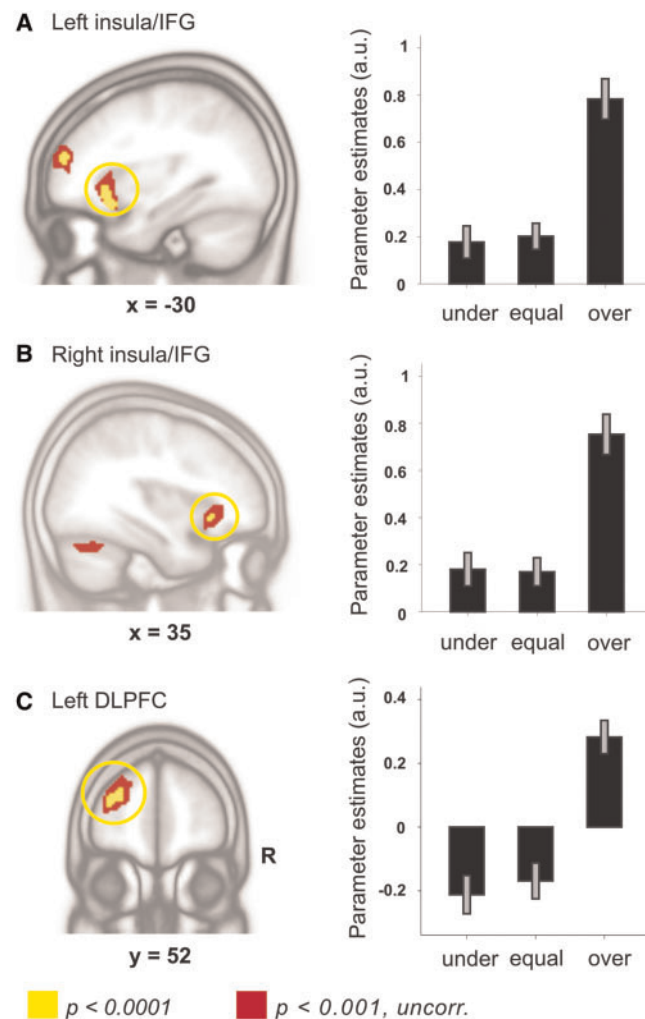 A Left insula/IFG
x = -30
Parameter estimates (a.u.)
1
0.8
0.6
0.4
0.2
0
under equal over
B Right insula/IFG
x = 35
Parameter estimates (a.u.)
1
0.8
0.6
0.4
0.2
0
under equal over
C Left DLPFC
R
y = 52
Parameter estimates (a.u.)
0.4
0.2
0
-0.2
under equal over
p < 0.0001 p < 0.001, uncorr.